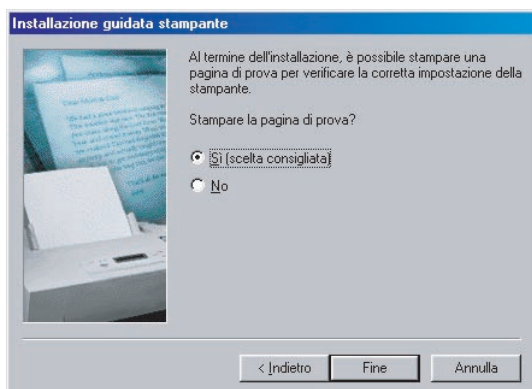 Installazione guidata stampante
Al termine dell'installazione, è possibile stampare una
pagina di prova per verificare la corretta impostazione della
stampante.
Stampare la pagina di prova?
Sì (scelta consigliata)
No
< Indietro
Fine
Annulla